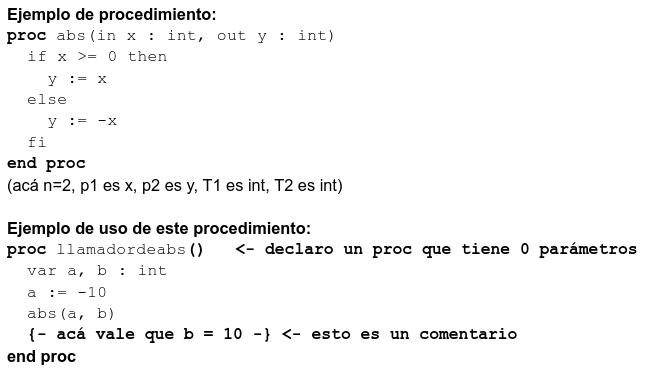 Ejemplo de procedimiento:
proc abs(in x : int, out y : int)
if x >= 0 then
y := x
else
y := -x
fi
end proc
(acá n=2, p1 es x, p2 es y, T1 es int, T2 es int)
Ejemplo de uso de este procedimiento:
proc llamadordeabs() <- declaro un proc que tiene 0 parámetros
var a, b : int
a := -10
abs(a, b)
{- acá vale que b = 10 -} <- esto es un comentario
end proc